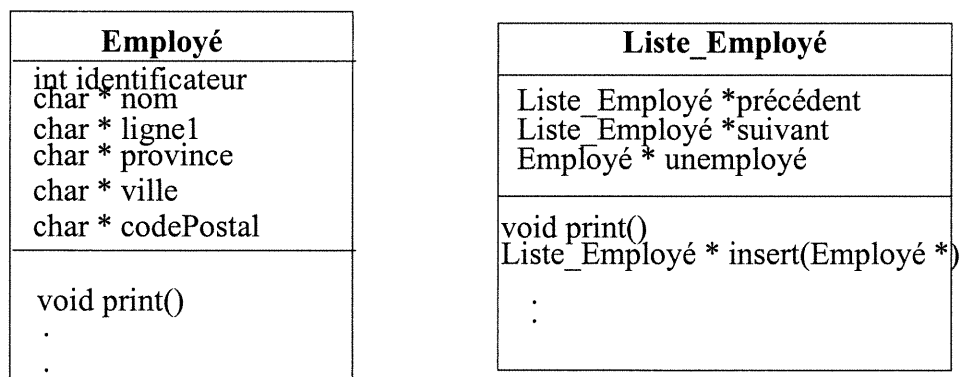 Employé
int identificateur
char * nom
char * ligne1
char * province
char * ville
char * codePostal
void print()
.
.
Liste_Employé
Liste_Employé *précédent
Liste_Employé *suivant
Employé * unemployé
void print()
Liste_Employé * insert(Employé *)
.
.